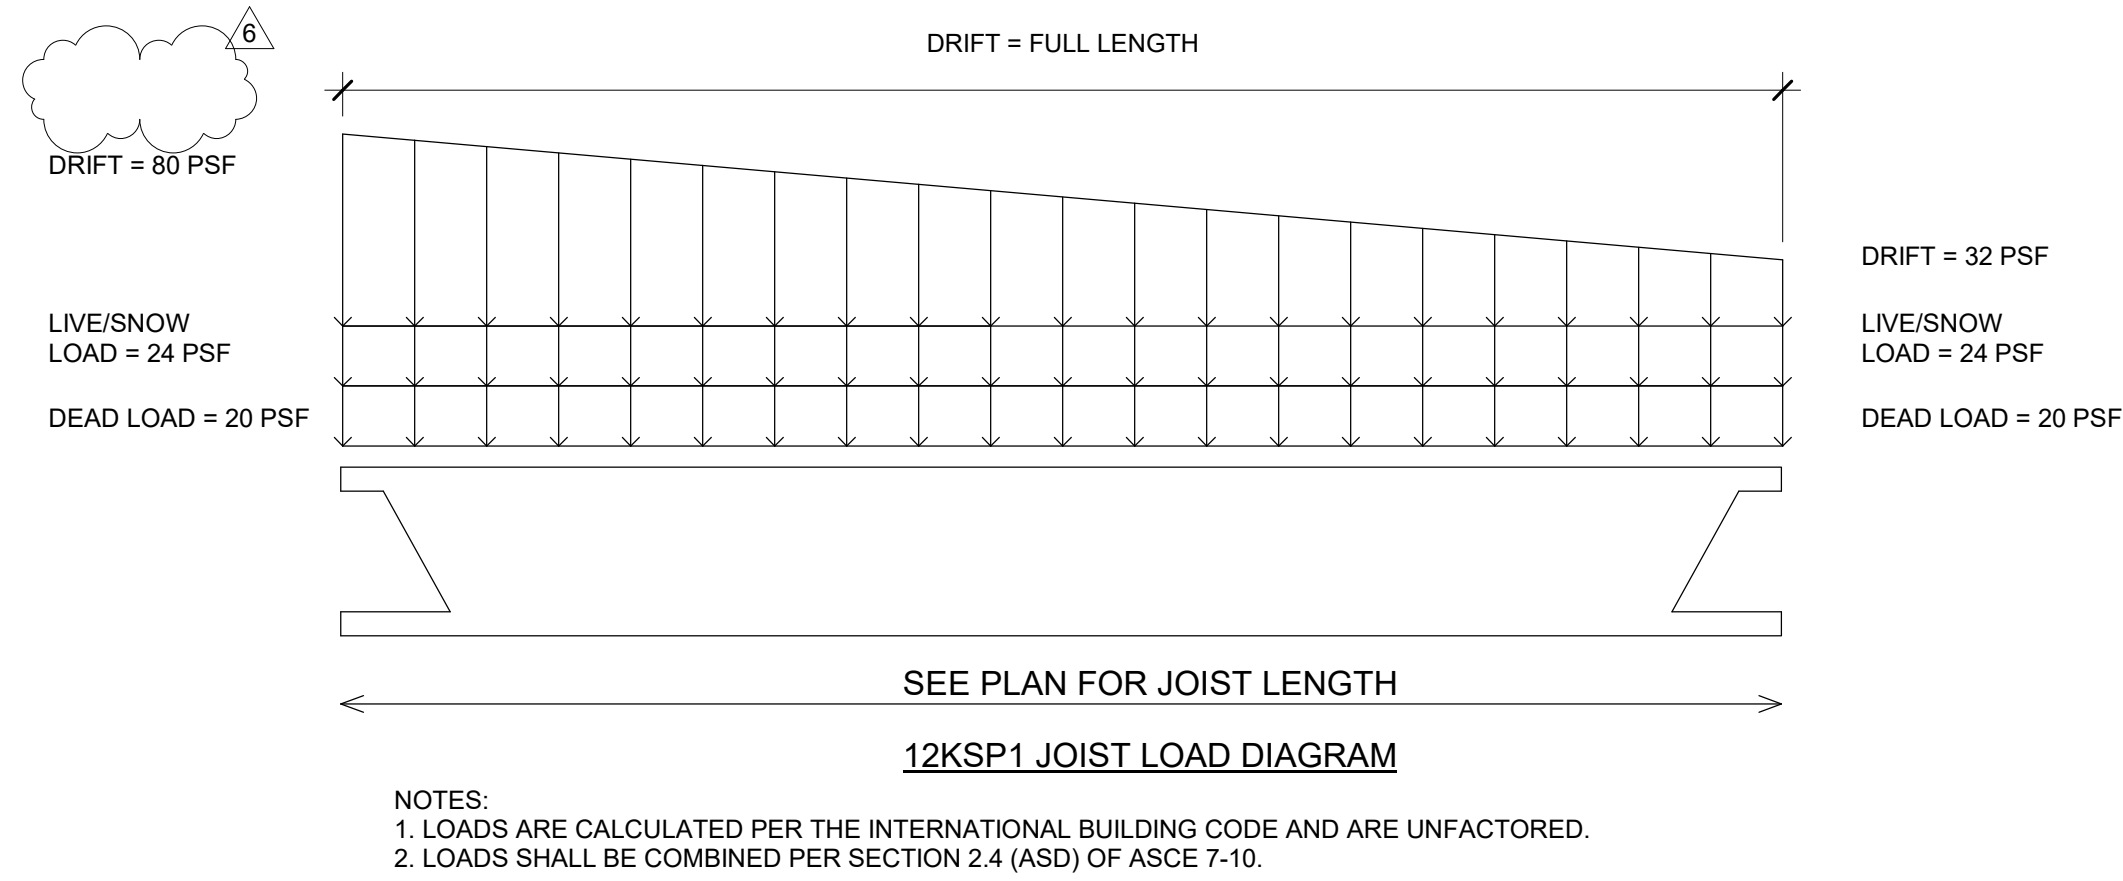 6
DRIFT = FULL LENGTH
DRIFT = 80 PSF
DRIFT = 32 PSF
LIVE/SNOW
LOAD = 24 PSF
LIVE/SNOW
LOAD = 24 PSF
DEAD LOAD = 20 PSF
DEAD LOAD = 20 PSF
SEE PLAN FOR JOIST LENGTH
12KSP1 JOIST LOAD DIAGRAM
NOTES:
1. LOADS ARE CALCULATED PER THE INTERNATIONAL BUILDING CODE AND ARE UNFACTORED.
2. LOADS SHALL BE COMBINED PER SECTION 2.4 (ASD) OF ASCE 7-10.